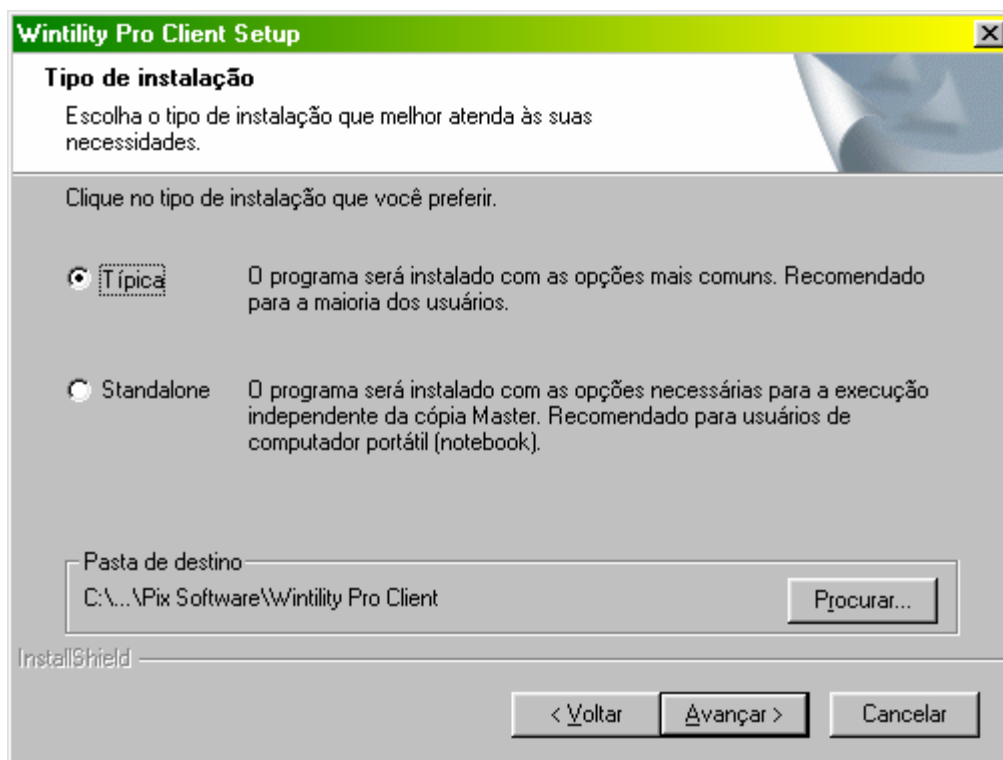 Wintility Pro Client Setup
Tipo de instalação
Escolha o tipo de instalação que melhor atenda às suas
necessidades.
Clique no tipo de instalação que você preferir.
Típica
O programa será instalado com as opções mais comuns. Recomendado
para a maioria dos usuários.
Standalone
O programa será instalado com as opções necessárias para a execução
independente da cópia Master. Recomendado para usuários de
computador portátil (notebook).
Pasta de destino
C:\...\Pix Software\Wintility Pro Client
Procurar...
InstallShield
< Voltar
Avançar >
Cancelar